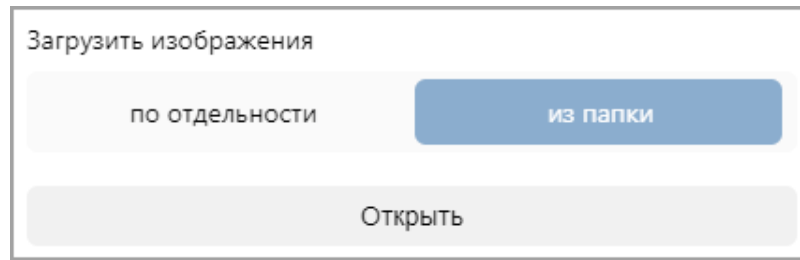 Загрузить изображения
по отдельности из папки
Открыть